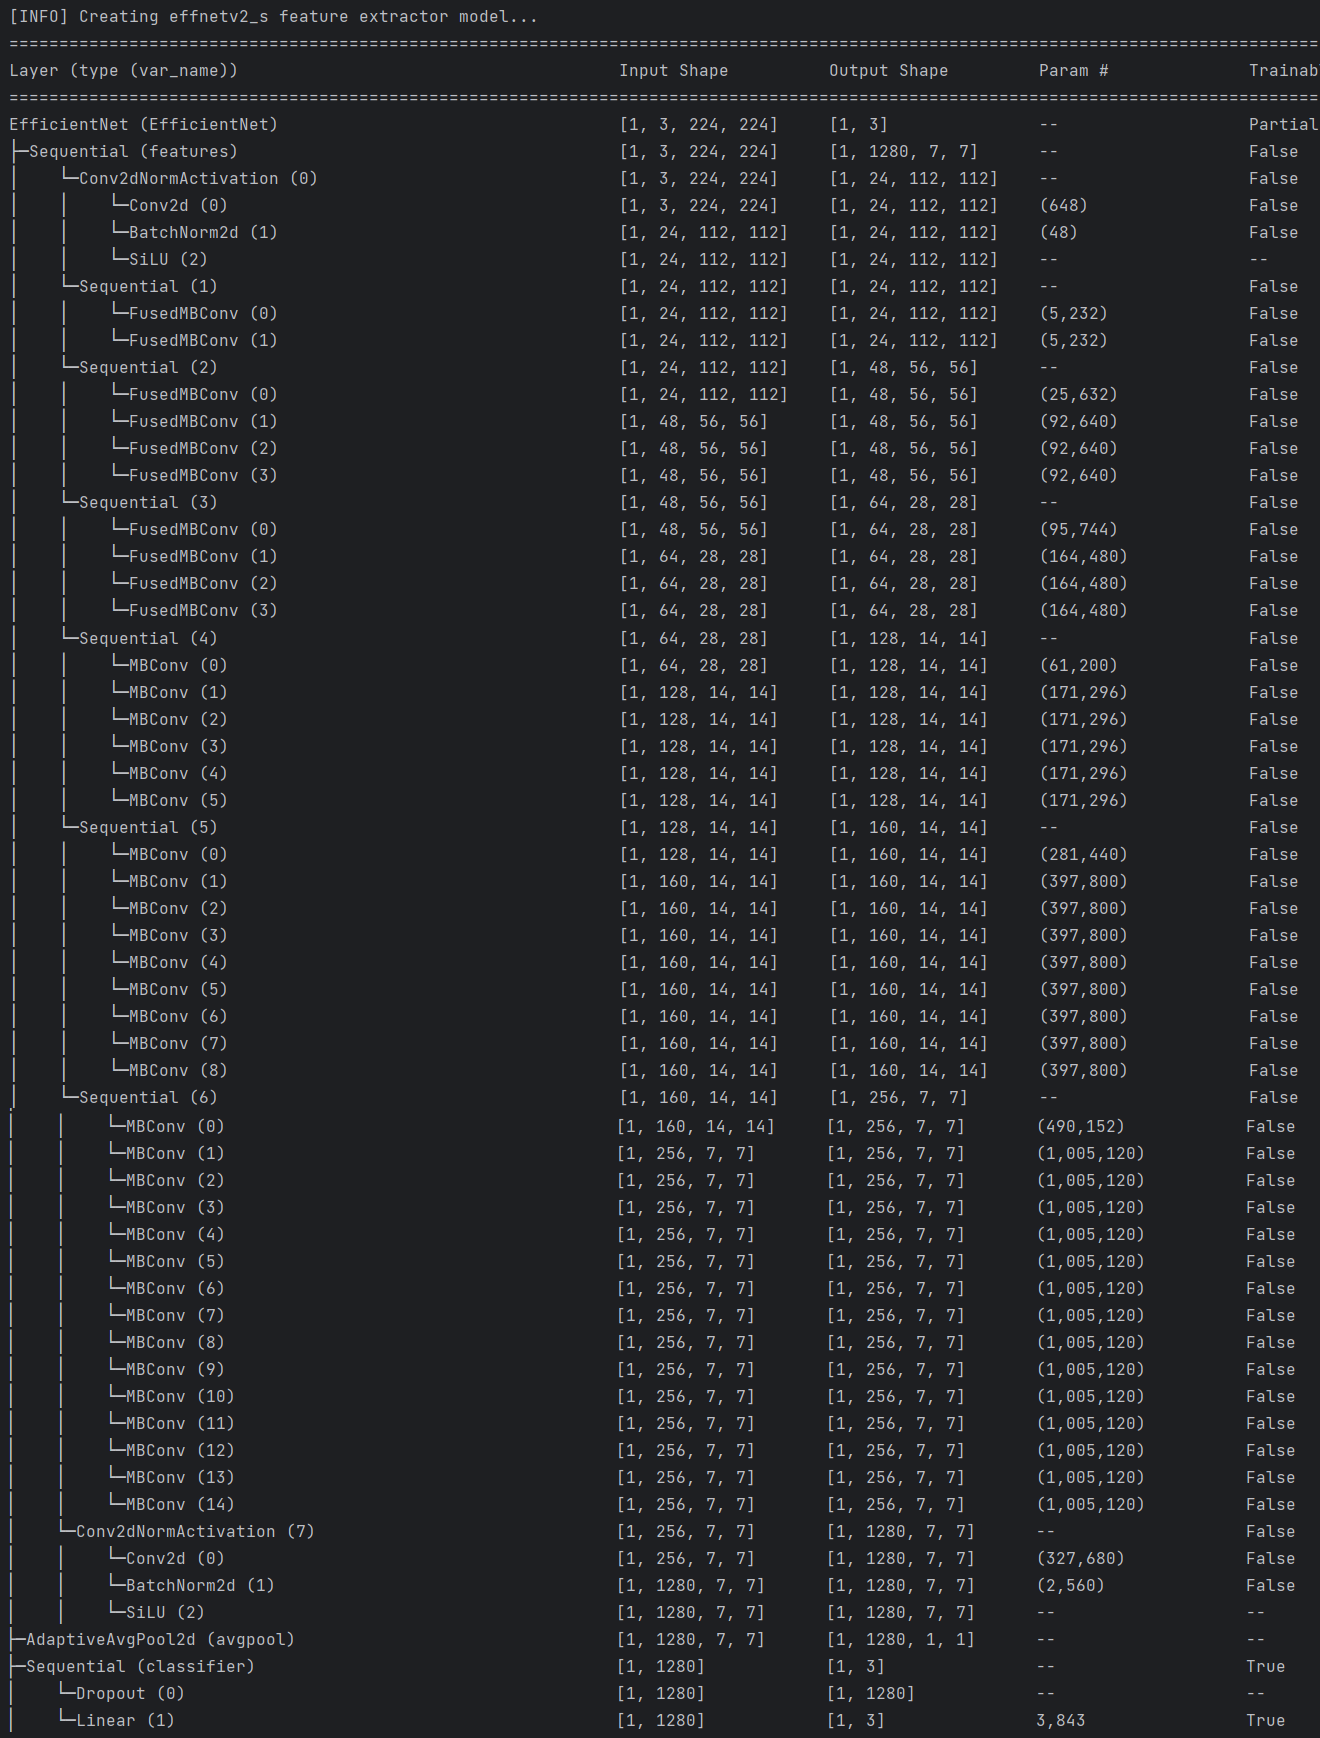 [INFO] Creating effnetv2_s feature extractor model...
====================================================================================================================================
Layer (type (var_name))                                      Input Shape          Output Shape         Param #              Trainab
====================================================================================================================================
EfficientNet (EfficientNet)                                  [1, 3, 224, 224]     [1, 3]               --                   Partial
├─Sequential (features)                                      [1, 3, 224, 224]     [1, 1280, 7, 7]      --                   False
│    └─Conv2dNormActivation (0)                              [1, 3, 224, 224]     [1, 24, 112, 112]    --                   False
│    │    └─Conv2d (0)                                       [1, 3, 224, 224]     [1, 24, 112, 112]    (648)                False
│    │    └─BatchNorm2d (1)                                  [1, 24, 112, 112]    [1, 24, 112, 112]    (48)                 False
│    │    └─SiLU (2)                                         [1, 24, 112, 112]    [1, 24, 112, 112]    --                   --
│    └─Sequential (1)                                        [1, 24, 112, 112]    [1, 24, 112, 112]    --                   False
│    │    └─FusedMBConv (0)                                  [1, 24, 112, 112]    [1, 24, 112, 112]    (5,232)              False
│    │    └─FusedMBConv (1)                                  [1, 24, 112, 112]    [1, 24, 112, 112]    (5,232)              False
│    └─Sequential (2)                                        [1, 24, 112, 112]    [1, 48, 56, 56]      --                   False
│    │    └─FusedMBConv (0)                                  [1, 24, 112, 112]    [1, 48, 56, 56]      (25,632)             False
│    │    └─FusedMBConv (1)                                  [1, 48, 56, 56]      [1, 48, 56, 56]      (92,640)             False
│    │    └─FusedMBConv (2)                                  [1, 48, 56, 56]      [1, 48, 56, 56]      (92,640)             False
│    │    └─FusedMBConv (3)                                  [1, 48, 56, 56]      [1, 48, 56, 56]      (92,640)             False
│    └─Sequential (3)                                        [1, 48, 56, 56]      [1, 64, 28, 28]      --                   False
│    │    └─FusedMBConv (0)                                  [1, 48, 56, 56]      [1, 64, 28, 28]      (95,744)             False
│    │    └─FusedMBConv (1)                                  [1, 64, 28, 28]      [1, 64, 28, 28]      (164,480)            False
│    │    └─FusedMBConv (2)                                  [1, 64, 28, 28]      [1, 64, 28, 28]      (164,480)            False
│    │    └─FusedMBConv (3)                                  [1, 64, 28, 28]      [1, 64, 28, 28]      (164,480)            False
│    └─Sequential (4)                                        [1, 64, 28, 28]      [1, 128, 14, 14]     --                   False
│    │    └─MBConv (0)                                       [1, 64, 28, 28]      [1, 128, 14, 14]     (61,200)             False
│    │    └─MBConv (1)                                       [1, 128, 14, 14]     [1, 128, 14, 14]     (171,296)            False
│    │    └─MBConv (2)                                       [1, 128, 14, 14]     [1, 128, 14, 14]     (171,296)            False
│    │    └─MBConv (3)                                       [1, 128, 14, 14]     [1, 128, 14, 14]     (171,296)            False
│    │    └─MBConv (4)                                       [1, 128, 14, 14]     [1, 128, 14, 14]     (171,296)            False
│    │    └─MBConv (5)                                       [1, 128, 14, 14]     [1, 128, 14, 14]     (171,296)            False
│    └─Sequential (5)                                        [1, 128, 14, 14]     [1, 160, 14, 14]     --                   False
│    │    └─MBConv (0)                                       [1, 128, 14, 14]     [1, 160, 14, 14]     (281,440)            False
│    │    └─MBConv (1)                                       [1, 160, 14, 14]     [1, 160, 14, 14]     (397,800)            False
│    │    └─MBConv (2)                                       [1, 160, 14, 14]     [1, 160, 14, 14]     (397,800)            False
│    │    └─MBConv (3)                                       [1, 160, 14, 14]     [1, 160, 14, 14]     (397,800)            False
│    │    └─MBConv (4)                                       [1, 160, 14, 14]     [1, 160, 14, 14]     (397,800)            False
│    │    └─MBConv (5)                                       [1, 160, 14, 14]     [1, 160, 14, 14]     (397,800)            False
│    │    └─MBConv (6)                                       [1, 160, 14, 14]     [1, 160, 14, 14]     (397,800)            False
│    │    └─MBConv (7)                                       [1, 160, 14, 14]     [1, 160, 14, 14]     (397,800)            False
│    │    └─MBConv (8)                                       [1, 160, 14, 14]     [1, 160, 14, 14]     (397,800)            False
│    └─Sequential (6)                                        [1, 160, 14, 14]     [1, 256, 7, 7]       --                   False
│    │    └─MBConv (0)                                       [1, 160, 14, 14]     [1, 256, 7, 7]       (490,152)            False
│    │    └─MBConv (1)                                       [1, 256, 7, 7]       [1, 256, 7, 7]       (1,005,120)          False
│    │    └─MBConv (2)                                       [1, 256, 7, 7]       [1, 256, 7, 7]       (1,005,120)          False
│    │    └─MBConv (3)                                       [1, 256, 7, 7]       [1, 256, 7, 7]       (1,005,120)          False
│    │    └─MBConv (4)                                       [1, 256, 7, 7]       [1, 256, 7, 7]       (1,005,120)          False
│    │    └─MBConv (5)                                       [1, 256, 7, 7]       [1, 256, 7, 7]       (1,005,120)          False
│    │    └─MBConv (6)                                       [1, 256, 7, 7]       [1, 256, 7, 7]       (1,005,120)          False
│    │    └─MBConv (7)                                       [1, 256, 7, 7]       [1, 256, 7, 7]       (1,005,120)          False
│    │    └─MBConv (8)                                       [1, 256, 7, 7]       [1, 256, 7, 7]       (1,005,120)          False
│    │    └─MBConv (9)                                       [1, 256, 7, 7]       [1, 256, 7, 7]       (1,005,120)          False
│    │    └─MBConv (10)                                      [1, 256, 7, 7]       [1, 256, 7, 7]       (1,005,120)          False
│    │    └─MBConv (11)                                      [1, 256, 7, 7]       [1, 256, 7, 7]       (1,005,120)          False
│    │    └─MBConv (12)                                      [1, 256, 7, 7]       [1, 256, 7, 7]       (1,005,120)          False
│    │    └─MBConv (13)                                      [1, 256, 7, 7]       [1, 256, 7, 7]       (1,005,120)          False
│    │    └─MBConv (14)                                      [1, 256, 7, 7]       [1, 256, 7, 7]       (1,005,120)          False
│    └─Conv2dNormActivation (7)                              [1, 256, 7, 7]       [1, 1280, 7, 7]      --                   False
│    │    └─Conv2d (0)                                       [1, 256, 7, 7]       [1, 1280, 7, 7]      (327,680)            False
│    │    └─BatchNorm2d (1)                                  [1, 1280, 7, 7]      [1, 1280, 7, 7]      (2,560)              False
│    │    └─SiLU (2)                                         [1, 1280, 7, 7]      [1, 1280, 7, 7]      --                   --
├─AdaptiveAvgPool2d (avgpool)                                [1, 1280, 7, 7]      [1, 1280, 1, 1]      --                   --
├─Sequential (classifier)                                    [1, 1280]            [1, 3]               --                   True
│    └─Dropout (0)                                           [1, 1280]            [1, 1280]            --                   --
│    └─Linear (1)                                            [1, 1280]            [1, 3]               3,843                True